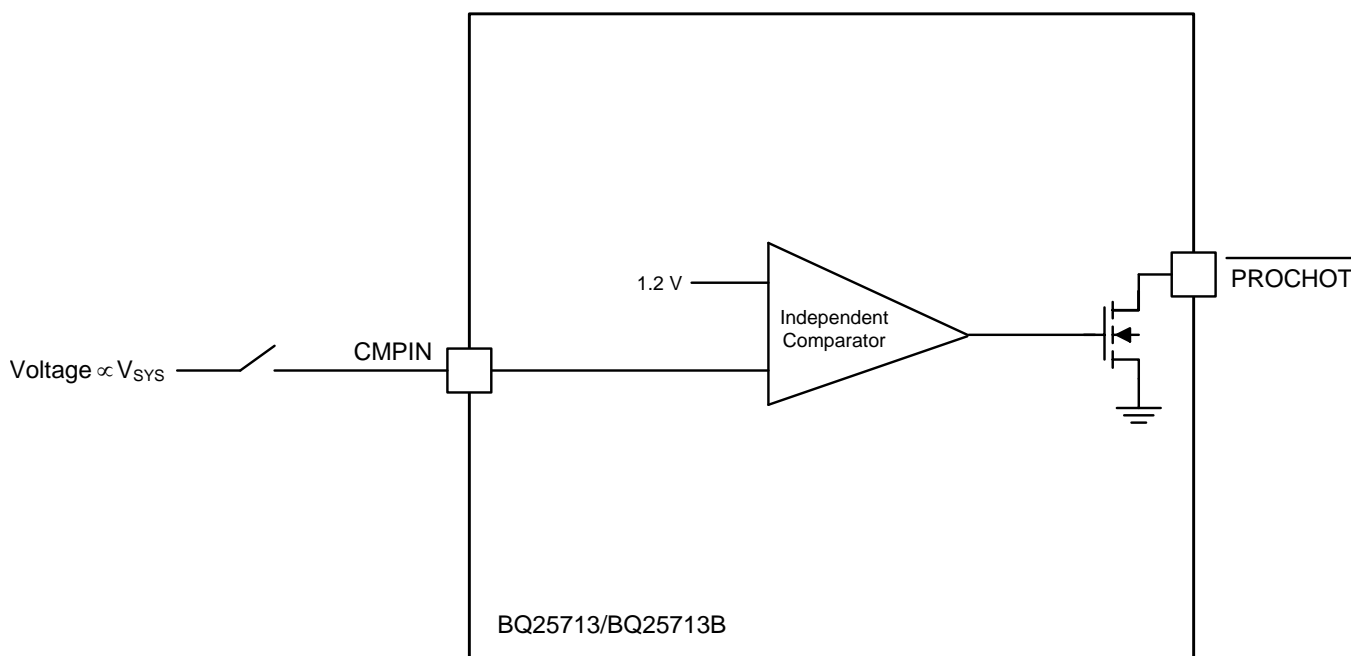 1.2 V
Independent
Comparator
PROCHOT
CMPIN
Voltage ∝ VSYS
BQ25713/BQ25713B